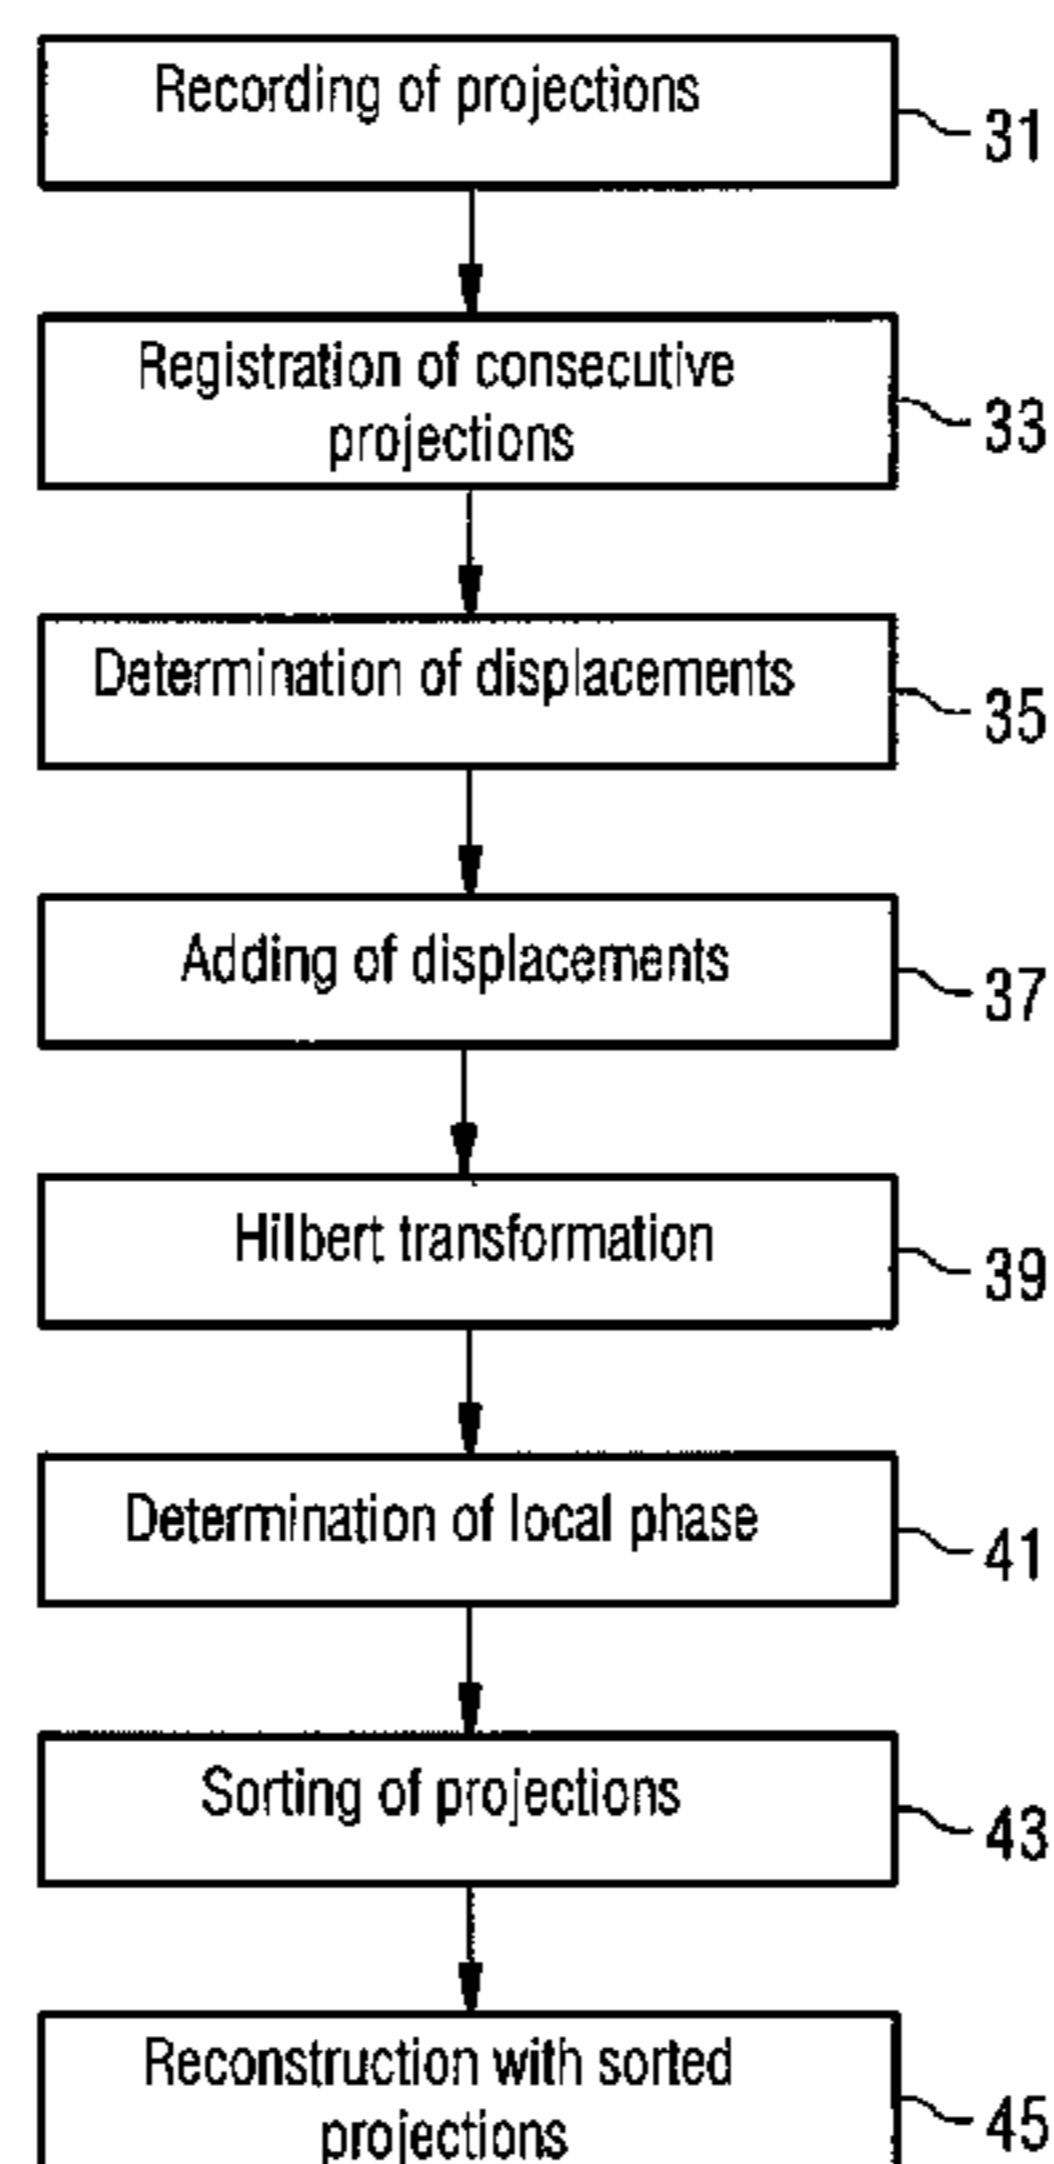 Recording of projections
31
Registration of consecutive
projections
33
Determination of displacements
35
Adding of displacements
37
Hilbert transformation
39
Determination of local phase
41
Sorting of projections
43
Reconstruction with sorted
projections
45